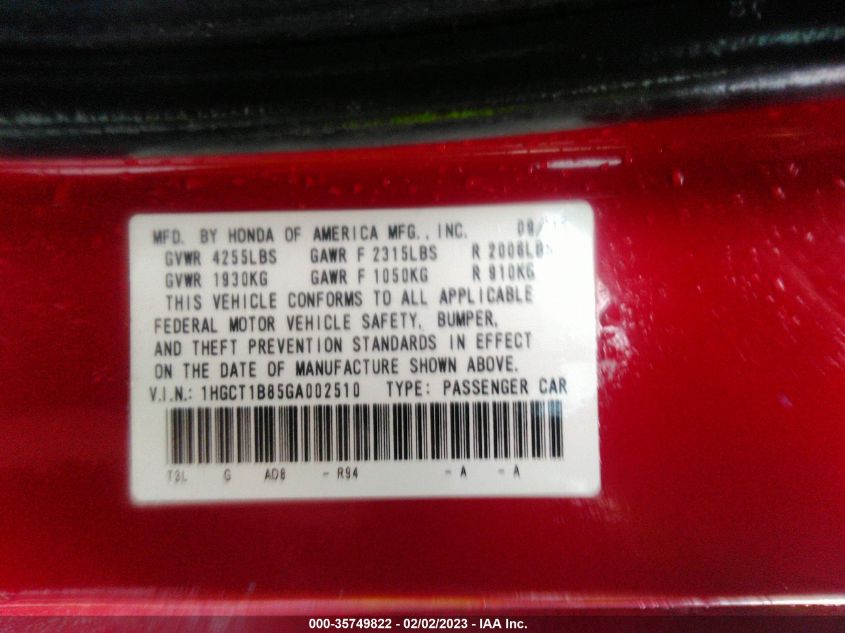 MFD. BY HONDA OF AMERICA MFG., INC. 09/
GVWR 4255LBS GAWR F 2315LBS R 2006LBS
GVWR 1930KG GAWR F 1050KG R 910KG
THIS VEHICLE CONFORMS TO ALL APPLICABLE
FEDERAL MOTOR VEHICLE SAFETY, BUMPER,
AND THEFT PREVENTION STANDARDS IN EFFECT
ON THE DATE OF MANUFACTURE SHOWN ABOVE.
V.I.N.: 1HGCT1B85GA002510 TYPE: PASSENGER CAR
T3L G A08 - R94 - A - A
000-35749822 - 02/02/2023 - IAA Inc.